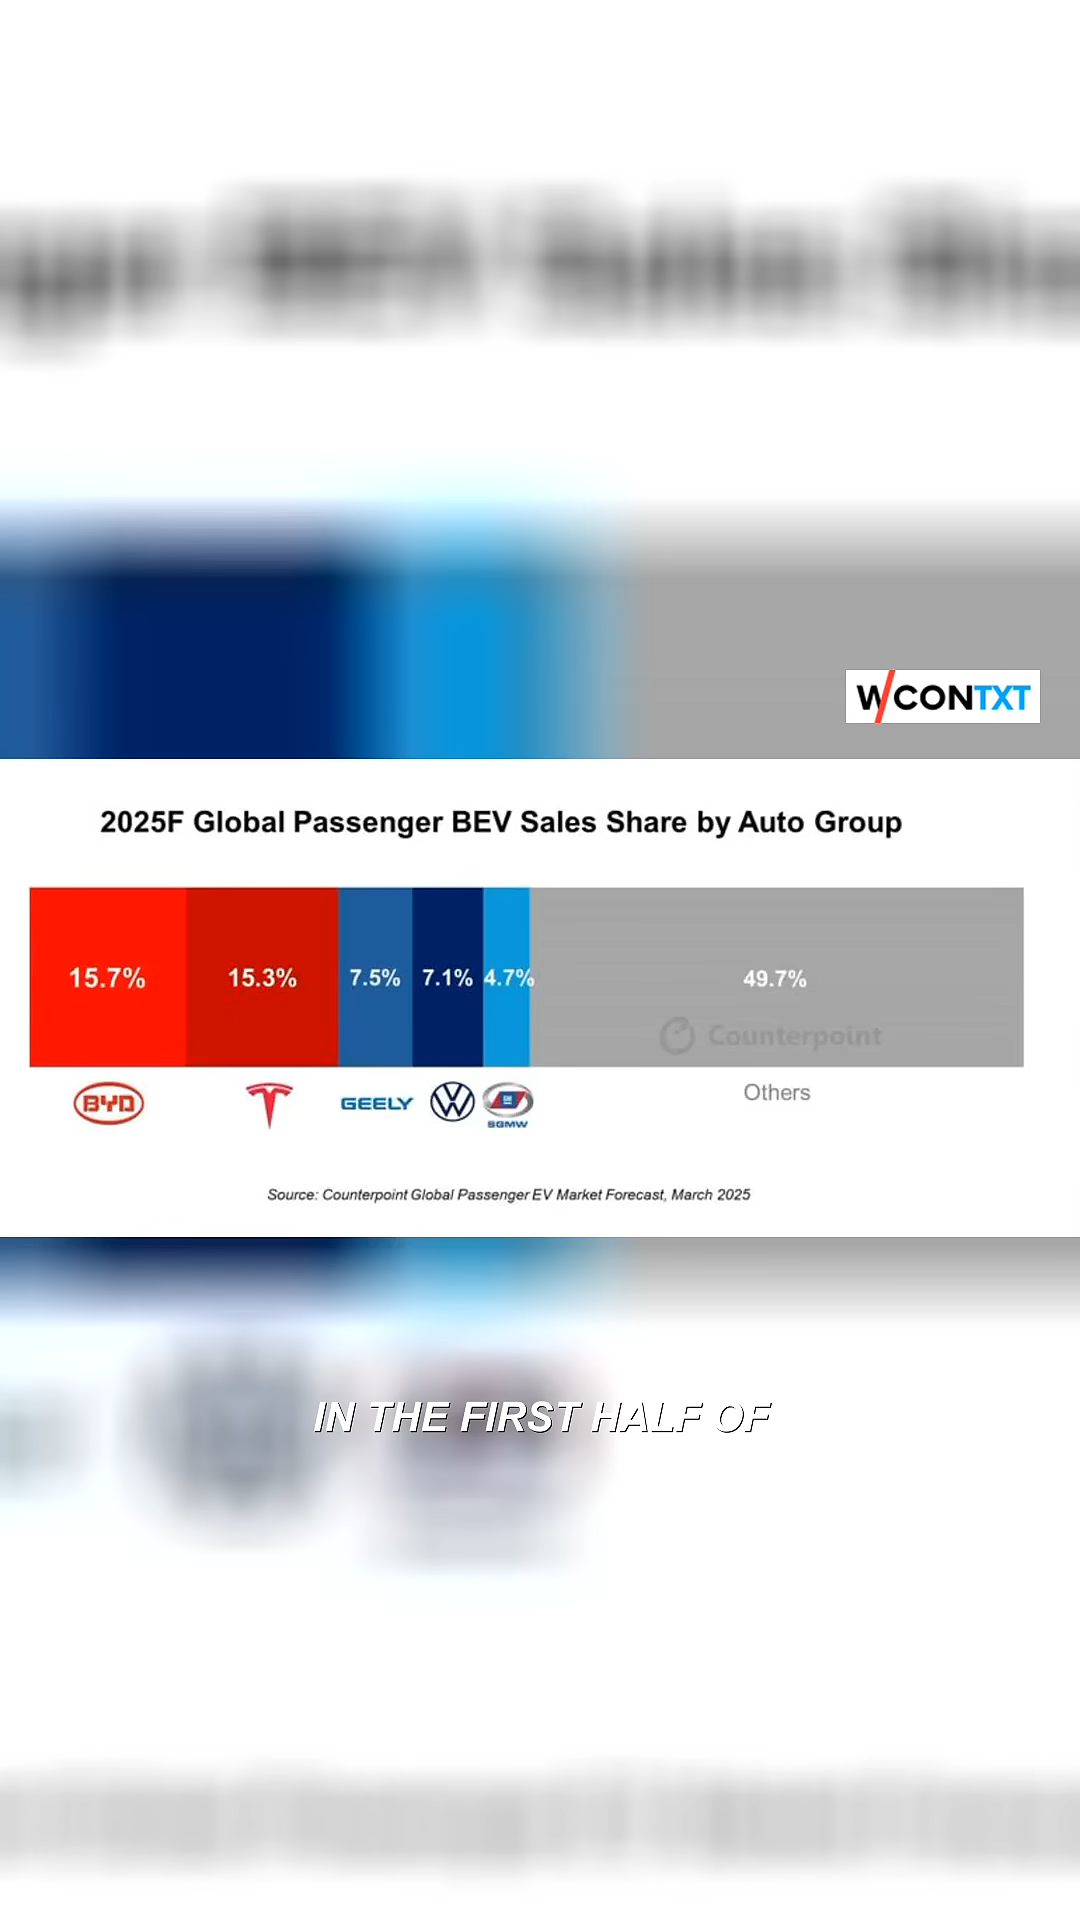 W/CONTXT
2025F Global Passenger BEV Sales Share by Auto Group
15.7% 15.3% 7.5% 7.1% 4.7% 49.7%
Counterpoint
BYD GEELY SGMW Others
Source: Counterpoint Global Passenger EV Market Forecast, March 2025
IN THE FIRST HALF OF